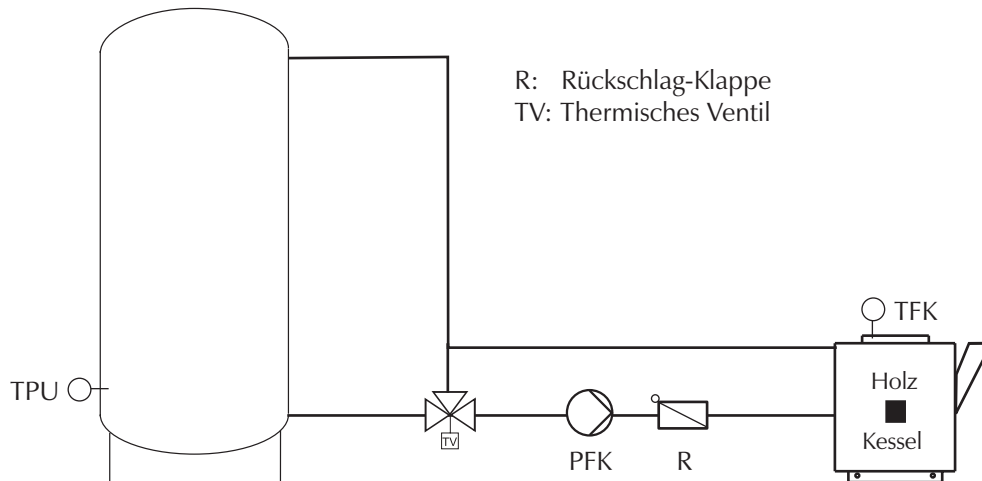 R: Rückschlag-Klappe
TV: Thermisches Ventil
TFK
TPU
Holz
Kessel
TV
PFK
R